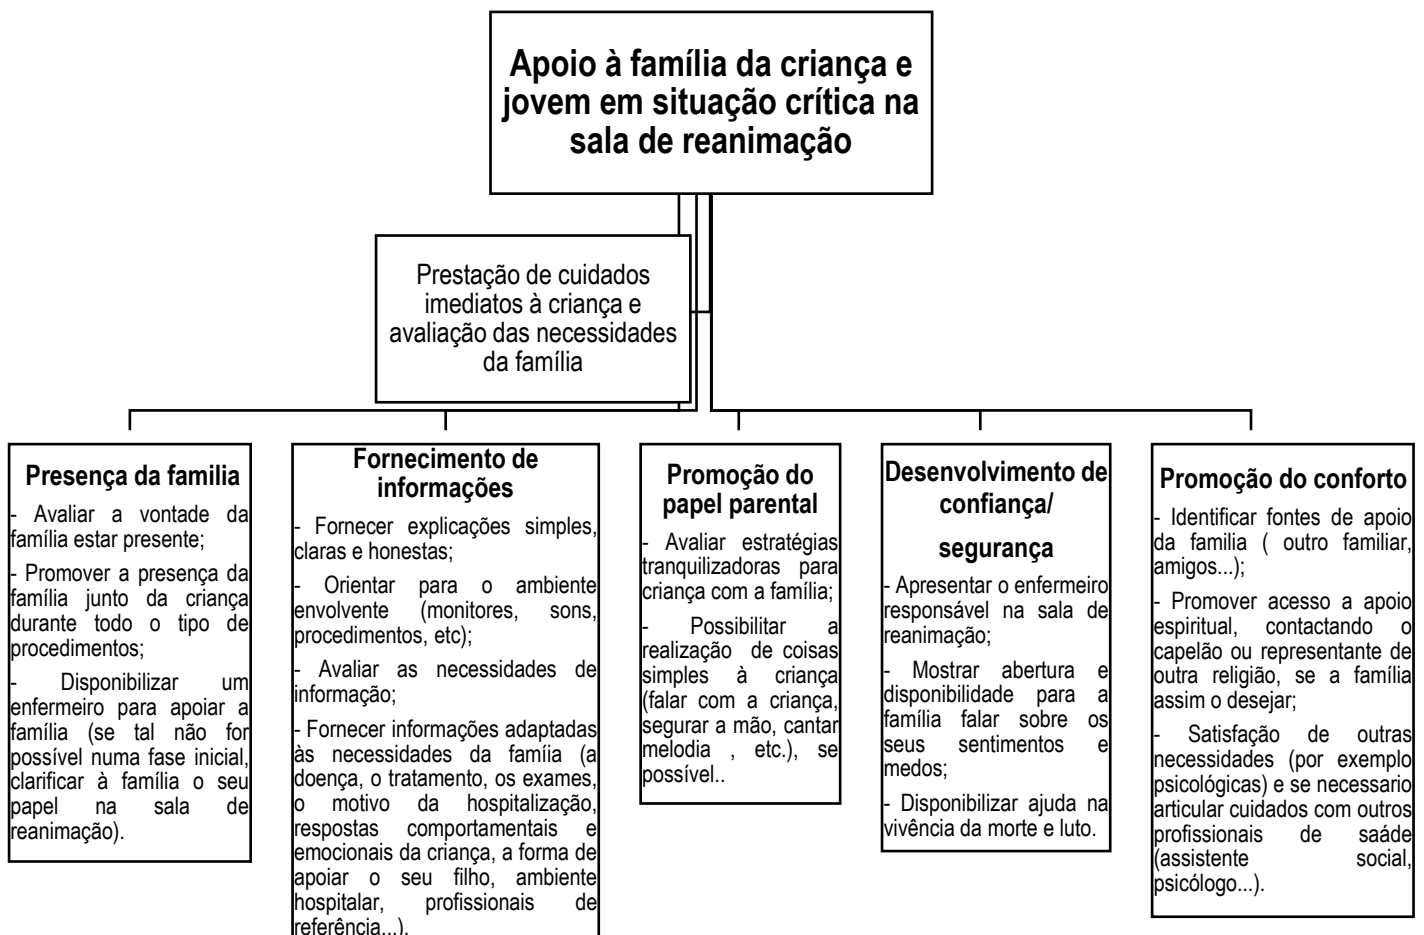 Apoio à família da criança e
jovem em situação crítica na
sala de reanimação
Prestação de cuidados
imediatos à criança e
avaliação das necessidades
da família
Presença da familia
- Avaliar a vontade da
família estar presente;
- Promover a presença da
família junto da criança
durante todo o tipo de
procedimentos;
- Disponibilizar um
enfermeiro para apoiar a
família (se tal não for
possível numa fase inicial,
clarificar à família o seu
papel na sala de
reanimação).
Fornecimento de
informações
- Fornecer explicações simples,
claras e honestas;
- Orientar para o ambiente
envolvente (monitores, sons,
procedimentos, etc);
- Avaliar as necessidades de
informação;
- Fornecer informações adaptadas
às necessidades da famíia (a
doença, o tratamento, os exames,
o motivo da hospitalização,
respostas comportamentais e
emocionais da criança, a forma de
apoiar o seu filho, ambiente
hospitalar, profissionais de
referência...).
Promoção do
papel parental
- Avaliar estratégias
tranquilizadoras para
criança com a família;
- Possibilitar a
realização de coisas
simples à criança
(falar com a criança,
segurar a mão, cantar
melodia , etc.), se
possível..
Desenvolvimento de
confiança/
segurança
- Apresentar o enfermeiro
responsável na sala de
reanimação;
- Mostrar abertura e
disponibilidade para a
família falar sobre os
seus sentimentos e
medos;
- Disponibilizar ajuda na
vivência da morte e luto.
Promoção do conforto
- Identificar fontes de apoio
da familia ( outro familiar,
amigos...);
- Promover acesso a apoio
espiritual, contactando o
capelão ou representante de
outra religião, se a família
assim o desejar;
- Satisfação de outras
necessidades (por exemplo
psicológicas) e se necessario
articular cuidados com outros
profissionais de saáde
(assistente social,
psicólogo...).